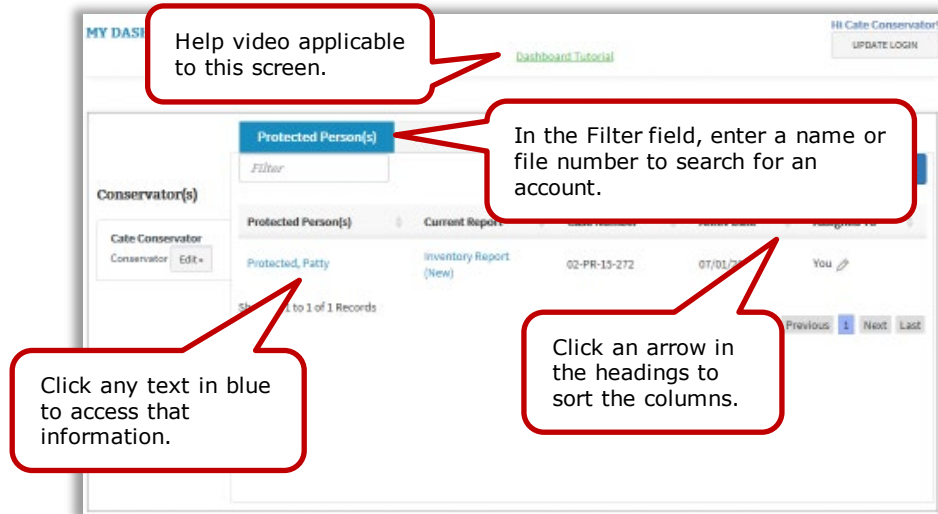 MY DASH
Hi Cate Conservator!
UPDATE LOGIN
Help video applicable
to this screen.
Dashboard Tutorial
Protected Person(s)
In the Filter field, enter a name or
file number to search for an
account.
Filter
Conservator(s)
Protected Person(s)
Current Report
Cate Conservator
Conservator Edit
Protected, Patty
Inventory Report
(New)
02-PR-15-272
07/01/
You
1 to 1 of 1 Records
Previous 1 Next Last
Click an arrow in
the headings to
sort the columns.
Click any text in blue
to access that
information.